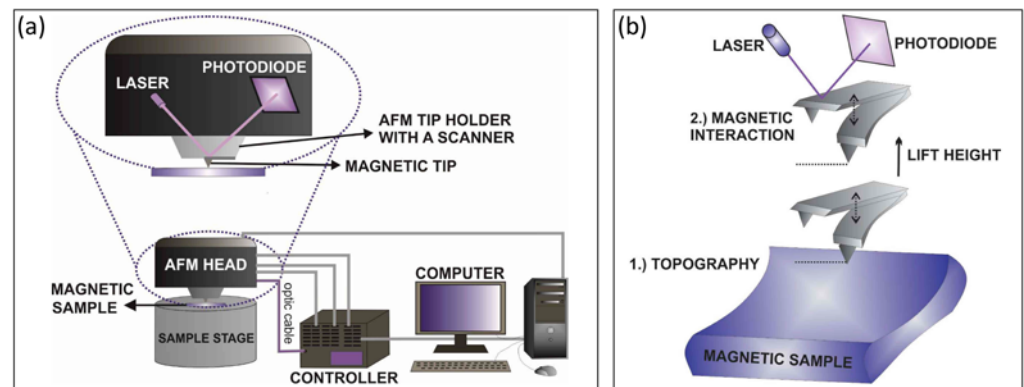 (a)
LASER
PHOTODIODE
AFM TIP HOLDER
WITH A SCANNER
MAGNETIC TIP
AFM HEAD
MAGNETIC
SAMPLE
SAMPLE STAGE
optic cable
COMPUTER
CONTROLLER
(b)
LASER
PHOTODIODE
2.) MAGNETIC
INTERACTION
LIFT HEIGHT
1.) TOPOGRAPHY
MAGNETIC SAMPLE